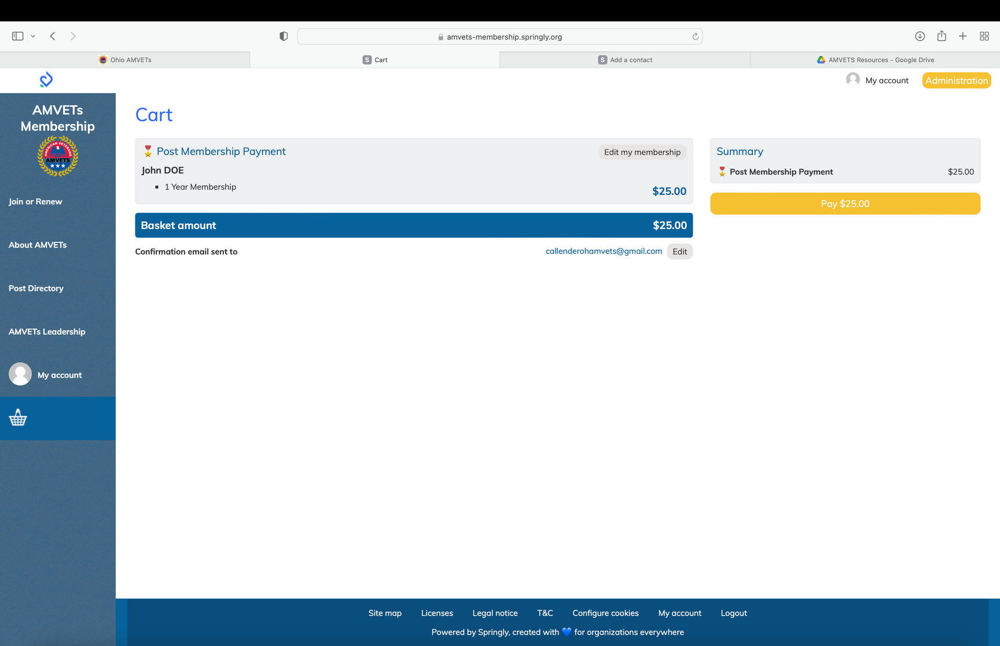 amvets-membership.springly.org
Ohio AMVETs
S Cart
S Add a contact
AMVETS Resources - Google Drive
My account
Administration
AMVETs
Membership
AMERICAN VETERANS
AMVETS
Join or Renew
About AMVETs
Post Directory
AMVETs Leadership
My account
Cart
Post Membership Payment
Edit my membership
John DOE
▪ 1 Year Membership
$25.00
Basket amount $25.00
Confirmation email sent to callenderohamvets@gmail.com Edit
Summary
Post Membership Payment $25.00
Pay $25.00
Site map Licenses Legal notice T&C Configure cookies My account Logout
Powered by Springly, created with 💙 for organizations everywhere